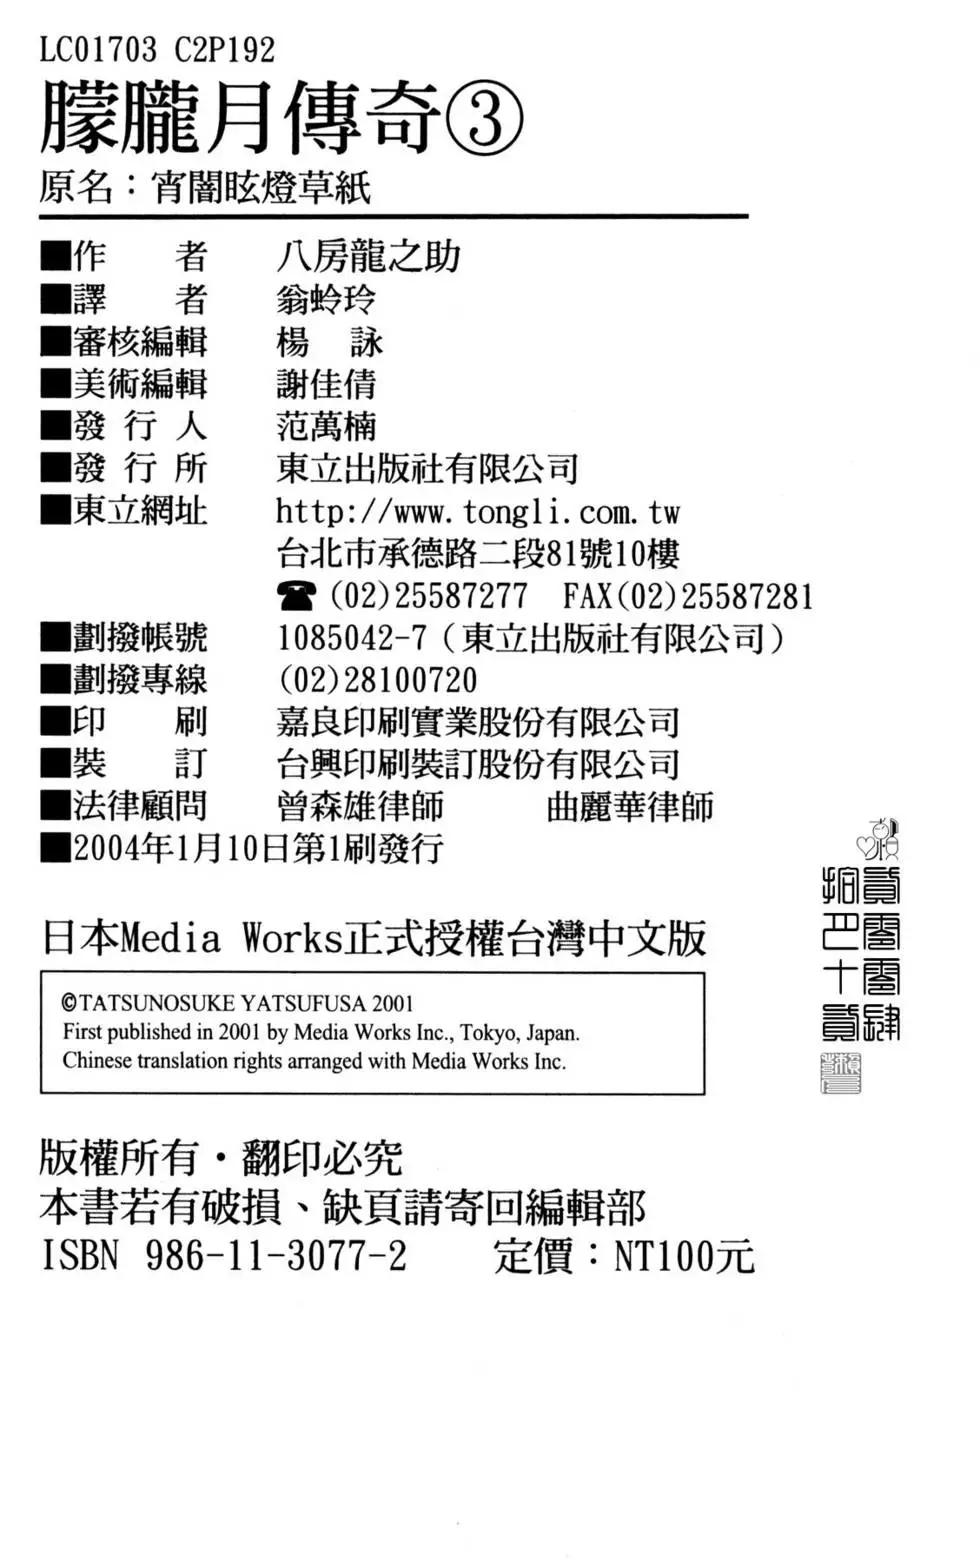 LC01703 C2P192
朦朧月傳奇③
原名：宵闇眩燈草紙
■作　　者　　八房龍之助
■譯　　者　　翁蛉玲
■審核編輯　　楊　詠
■美術編輯　　謝佳倩
■發 行 人　　范萬楠
■發 行 所　　東立出版社有限公司
■東立網址　　http://www.tongli.com.tw
台北市承德路二段81號10樓
☎(02)25587277　FAX(02)25587281
■劃撥帳號　　1085042-7（東立出版社有限公司）
■劃撥專線　　(02)28100720
■印　　刷　　嘉良印刷實業股份有限公司
■裝　　訂　　台興印刷裝訂股份有限公司
■法律顧問　　曾森雄律師　　曲麗華律師
■2004年1月10日第1刷發行
日本Media Works正式授權台灣中文版
©TATSUNOSUKE YATSUFUSA 2001
First published in 2001 by Media Works Inc., Tokyo, Japan.
Chinese translation rights arranged with Media Works Inc.
版權所有・翻印必究
本書若有破損、缺頁請寄回編輯部
ISBN 986-11-3077-2　　定價：NT100元
貳零零肆